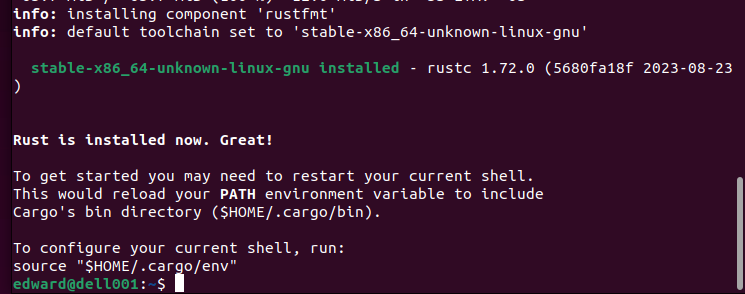 info: installing component 'rustfmt'
info: default toolchain set to 'stable-x86_64-unknown-linux-gnu'
stable-x86_64-unknown-linux-gnu installed - rustc 1.72.0 (5680fa18f 2023-08-23
)
Rust is installed now. Great!
To get started you may need to restart your current shell.
This would reload your PATH environment variable to include
Cargo's bin directory ($HOME/.cargo/bin).
To configure your current shell, run:
source "$HOME/.cargo/env"
edward@dell001:~$